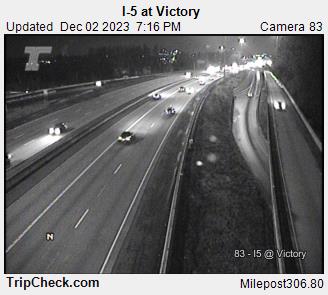 I-5 at Victory
Updated Dec 02 2023 7:16 PM Camera 83
T
N
83 - I5 @ Victory
TripCheck.com Milepost306.80